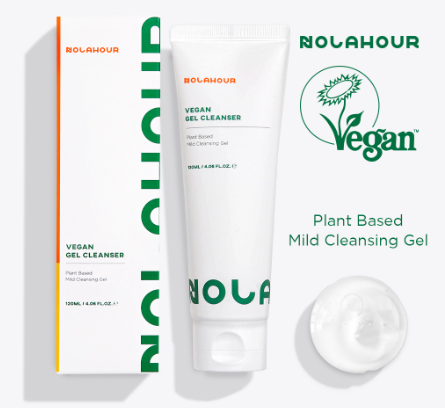 NOLAHOUR
NOLAHOUR
VEGAN
GEL CLEANSER
Plant Based
Mild Cleansing Gel
120ML / 4.06 FL.OZ.℮
NOLAHOUR
VEGAN
GEL CLEANSER
Plant Based
Mild Cleansing Gel
120ML / 4.06 FL.OZ.℮
NOLA
NOLAHOUR
Vegan™
Plant Based
Mild Cleansing Gel